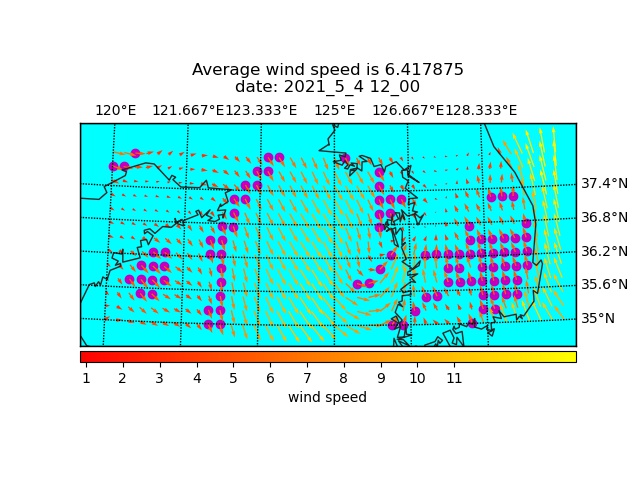 Average wind speed is 6.417875
date: 2021_5_4 12_00
120°E 121.667°E 123.333°E 125°E 126.667°E 128.333°E
37.4°N
36.8°N
36.2°N
35.6°N
35°N
1 2 3 4 5 6 7 8 9 10 11
wind speed